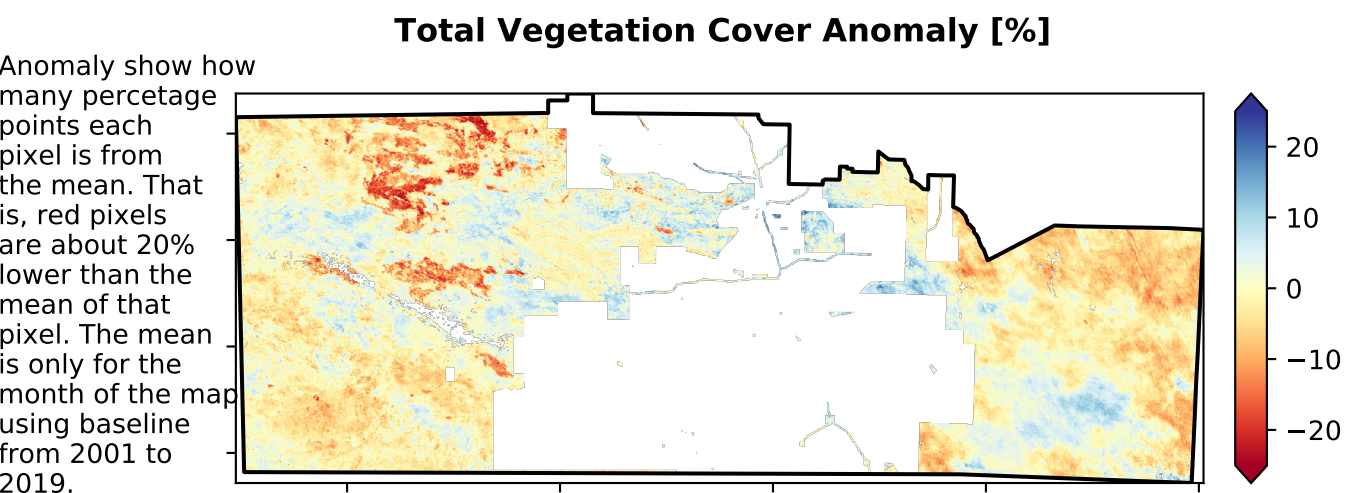 Total Vegetation Cover Anomaly [%]
Anomaly show how
many percetage
points each
pixel is from
the mean. That
is, red pixels
are about 20%
lower than the
mean of that
pixel. The mean
is only for the
month of the map
using baseline
from 2001 to
2019.
20
10
0
−10
−20